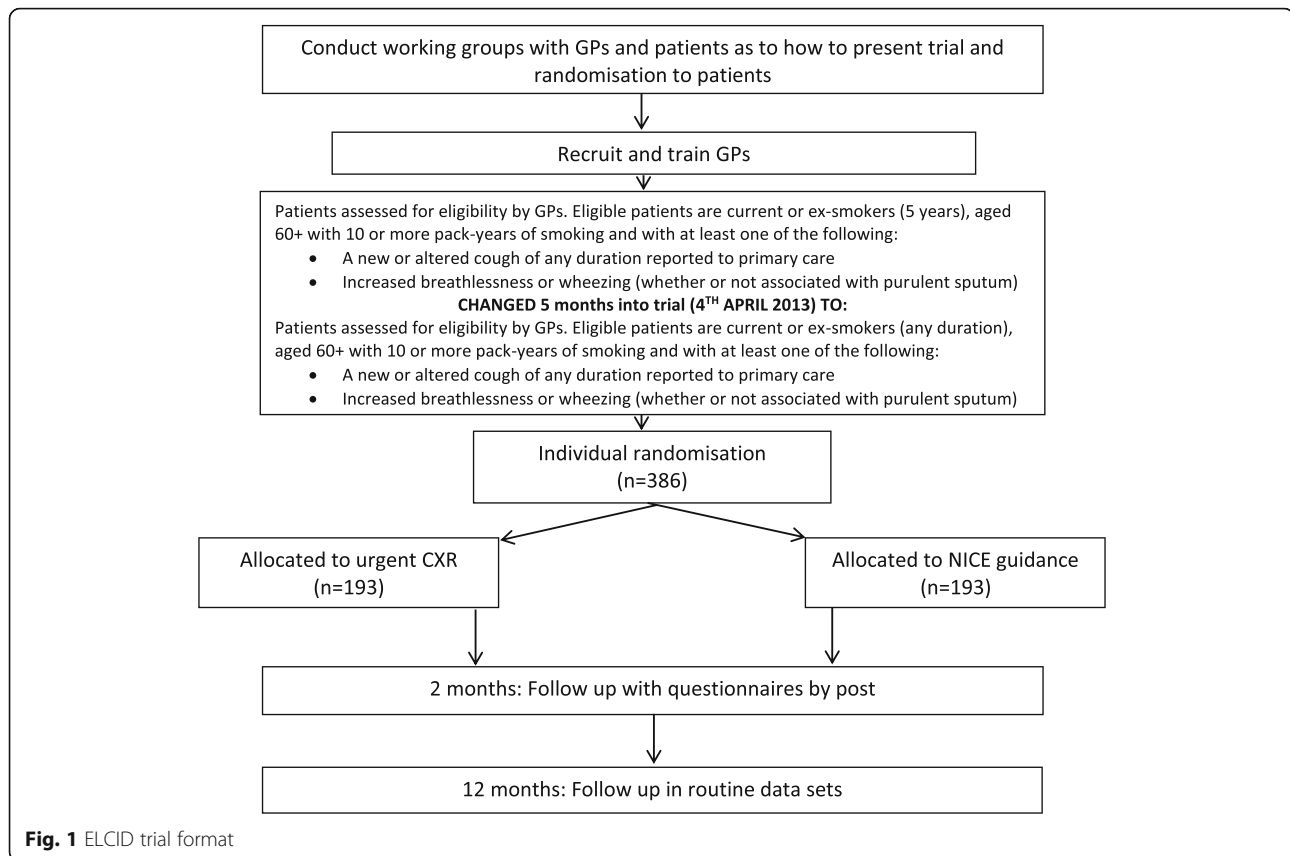 Conduct working groups with GPs and patients as to how to present trial and
randomisation to patients
Recruit and train GPs
Patients assessed for eligibility by GPs. Eligible patients are current or ex-smokers (5 years), aged
60+ with 10 or more pack-years of smoking and with at least one of the following:
• A new or altered cough of any duration reported to primary care
• Increased breathlessness or wheezing (whether or not associated with purulent sputum)
CHANGED 5 months into trial (4TH APRIL 2013) TO:
Patients assessed for eligibility by GPs. Eligible patients are current or ex-smokers (any duration),
aged 60+ with 10 or more pack-years of smoking and with at least one of the following:
• A new or altered cough of any duration reported to primary care
• Increased breathlessness or wheezing (whether or not associated with purulent sputum)
Individual randomisation
(n=386)
Allocated to urgent CXR
(n=193)
Allocated to NICE guidance
(n=193)
2 months: Follow up with questionnaires by post
12 months: Follow up in routine data sets
Fig. 1 ELCID trial format